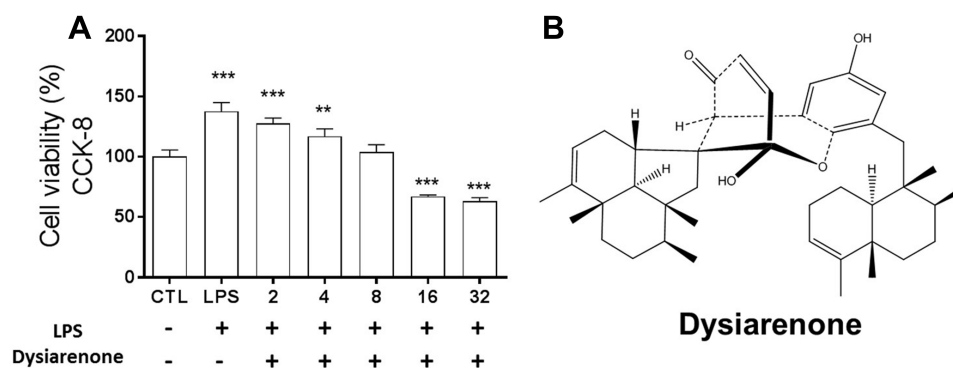 A
Cell viability (%)
CCK-8
200
150
100
50
0
***
***
**
***
***
CTL LPS 2 4 8 16 32
LPS - + + + + + +
Dysiarenone - - + + + + +
B
OH
O
H
H
H
HO
O
H
Dysiarenone